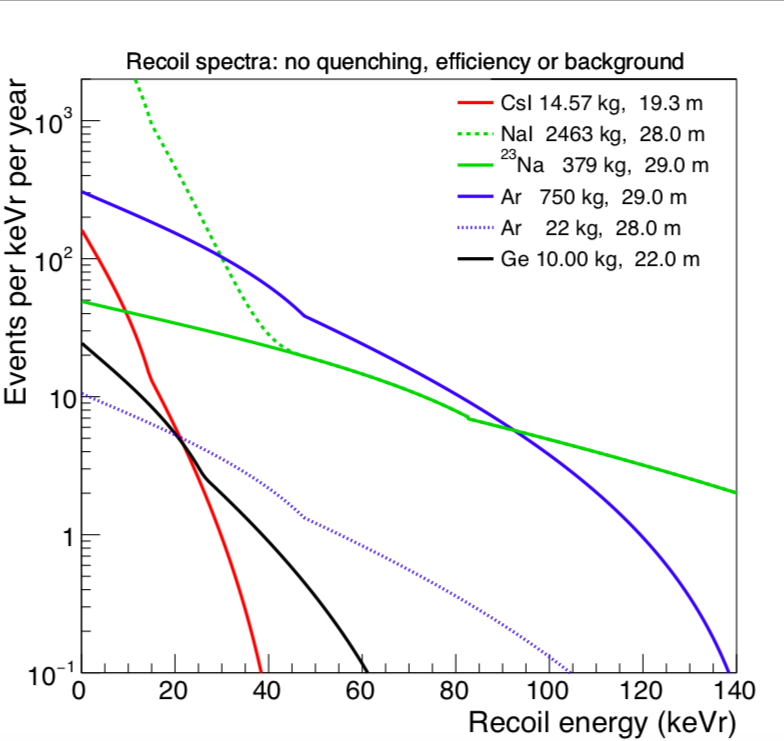 Recoil spectra: no quenching, efficiency or background
Events per keVr per year
10³
10²
10
1
10⁻¹
CsI 14.57 kg, 19.3 m
NaI 2463 kg, 28.0 m
²³Na 379 kg, 29.0 m
Ar 750 kg, 29.0 m
Ar 22 kg, 28.0 m
Ge 10.00 kg, 22.0 m
0 20 40 60 80 100 120 140
Recoil energy (keVr)